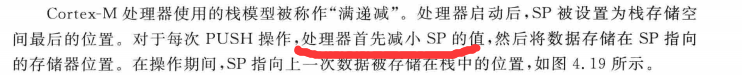 Cortex-M 处理器使用的栈模型被称作“满递减”。处理器启动后,SP 被设置为栈存储空
间最后的位置。对于每次 PUSH 操作,处理器首先减小 SP 的值,然后将数据存储在 SP 指向
的存储器位置。在操作期间,SP 指向上一次数据被存储在栈中的位置,如图 4.19 所示。